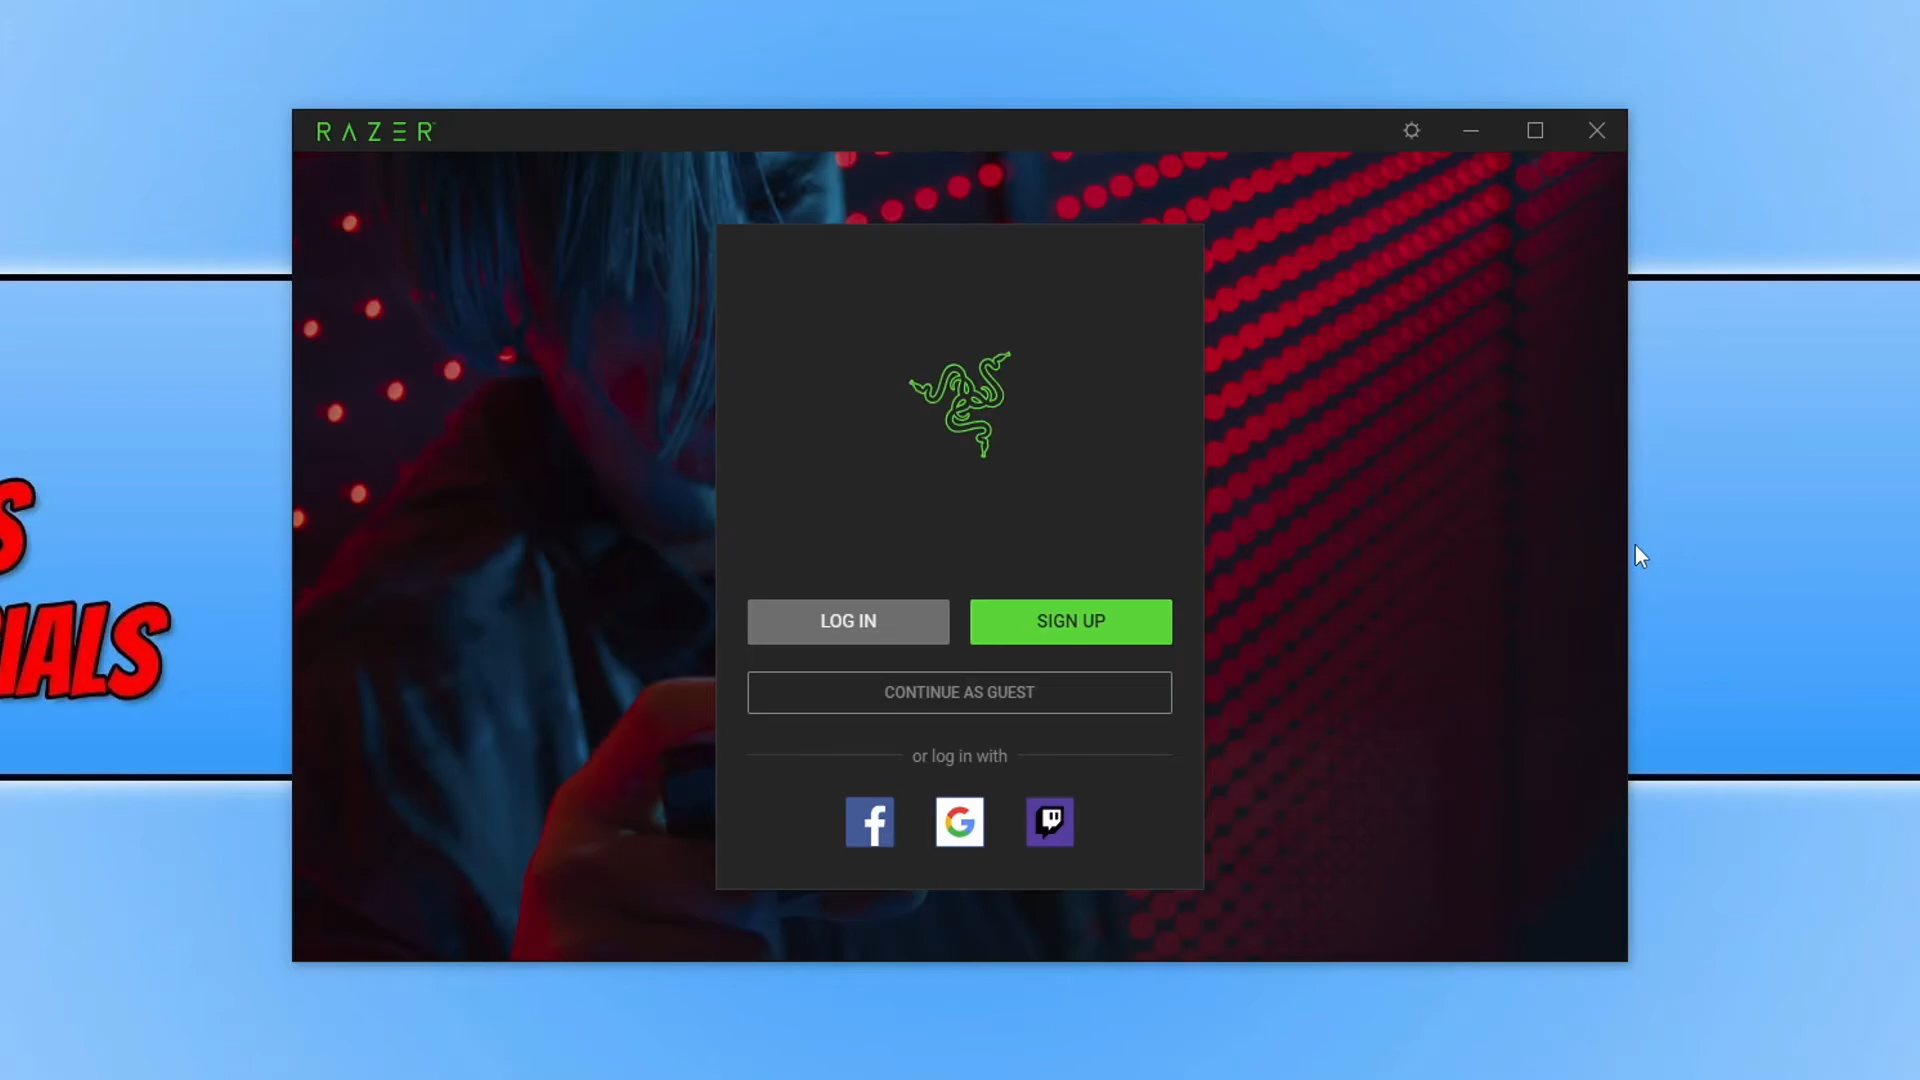 RAZER
LOG IN
SIGN UP
CONTINUE AS GUEST
or log in with
S
IALS